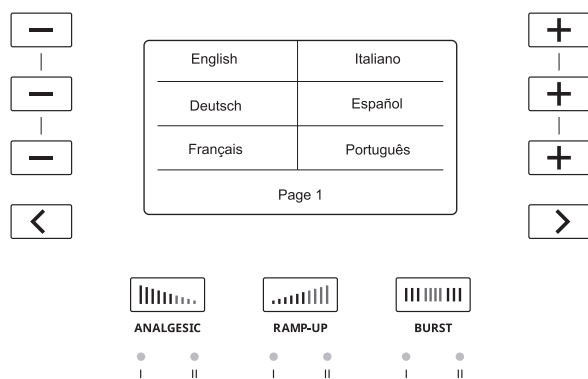 English Italiano
Deutsch Español
Français Português
Page 1
ANALGESIC RAMP-UP BURST
I II I II I II